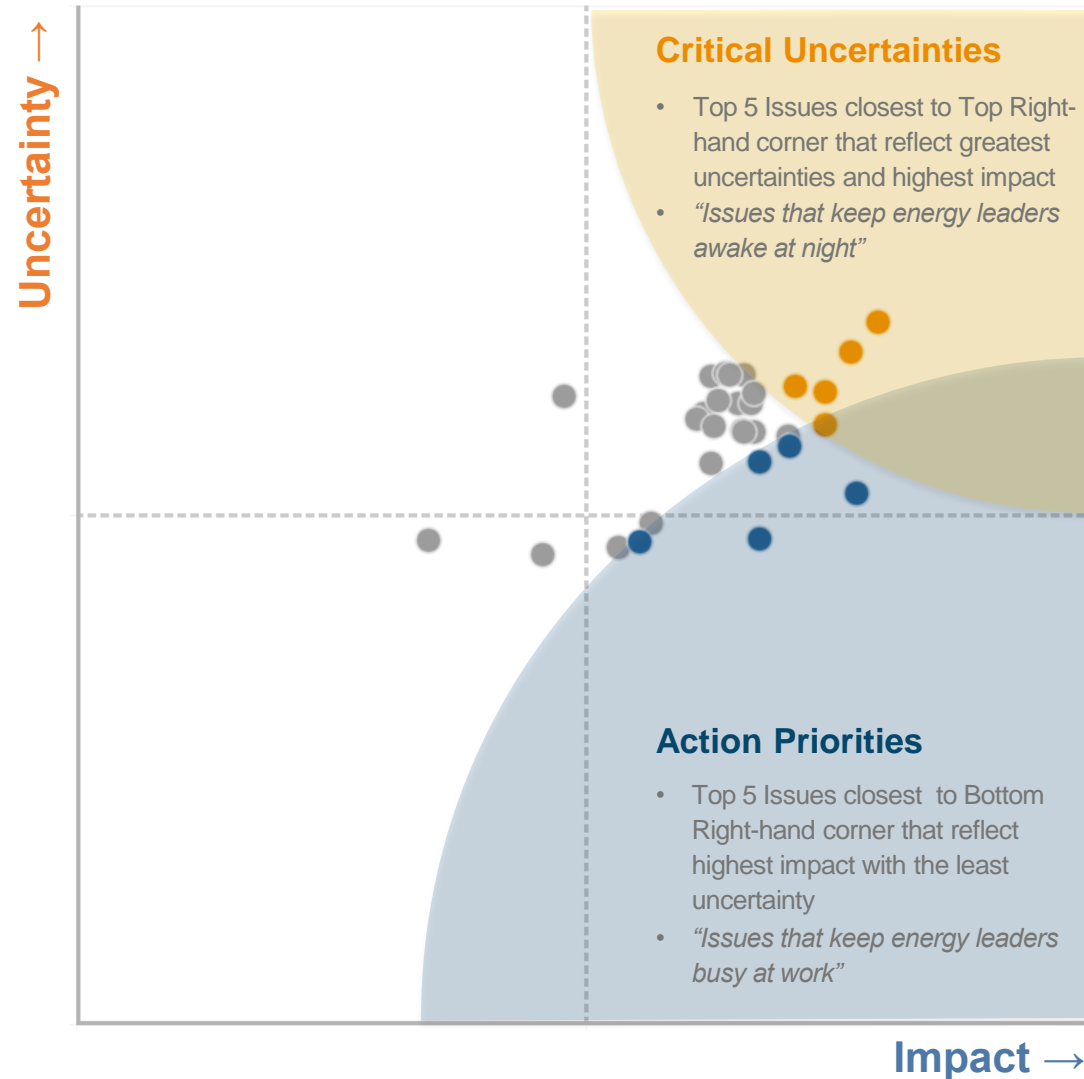 Uncertainty →
Critical Uncertainties
• Top 5 Issues closest to Top Right-
hand corner that reflect greatest
uncertainties and highest impact
• “Issues that keep energy leaders
awake at night”
Action Priorities
• Top 5 Issues closest to Bottom
Right-hand corner that reflect
highest impact with the least
uncertainty
• “Issues that keep energy leaders
busy at work”
Impact →